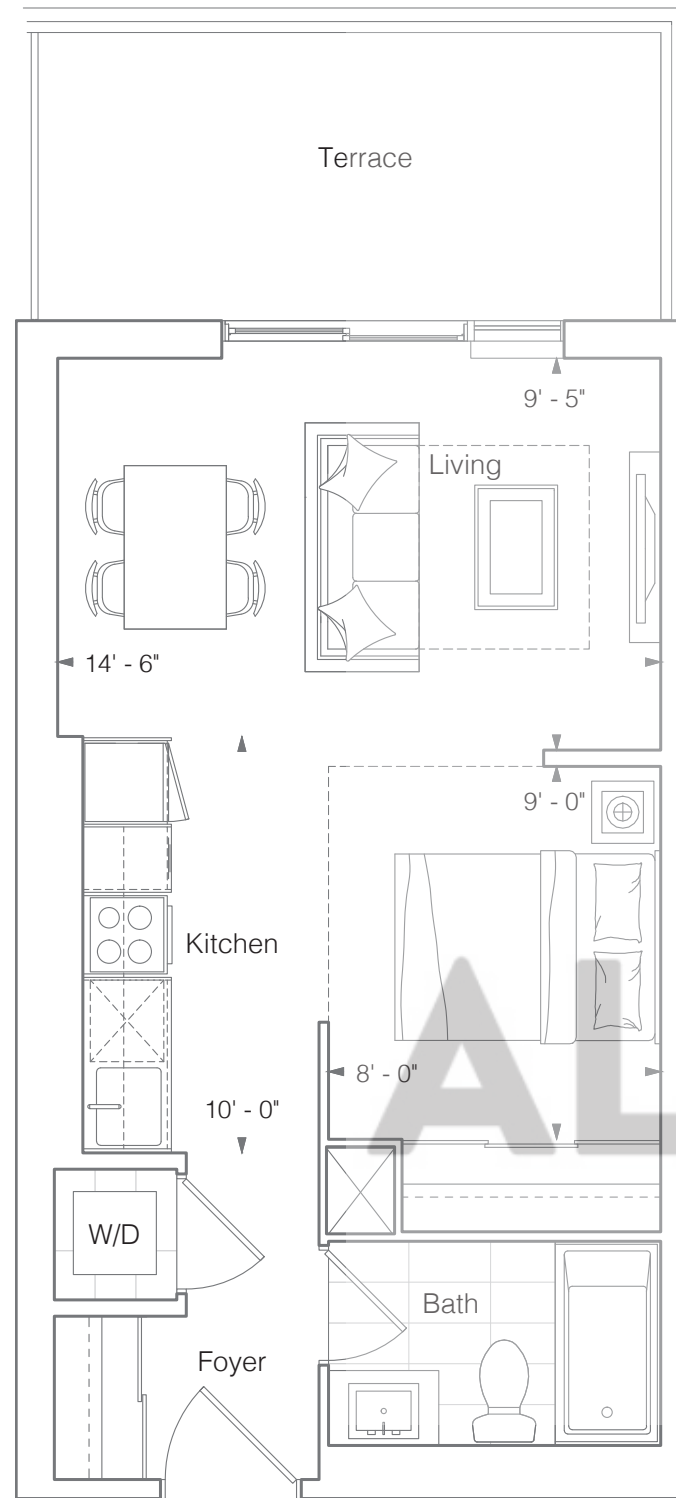 Terrace
9' - 5"
Living
14' - 6"
9' - 0"
Kitchen
8' - 0"
10' - 0"
AL
W/D
Bath
Foyer